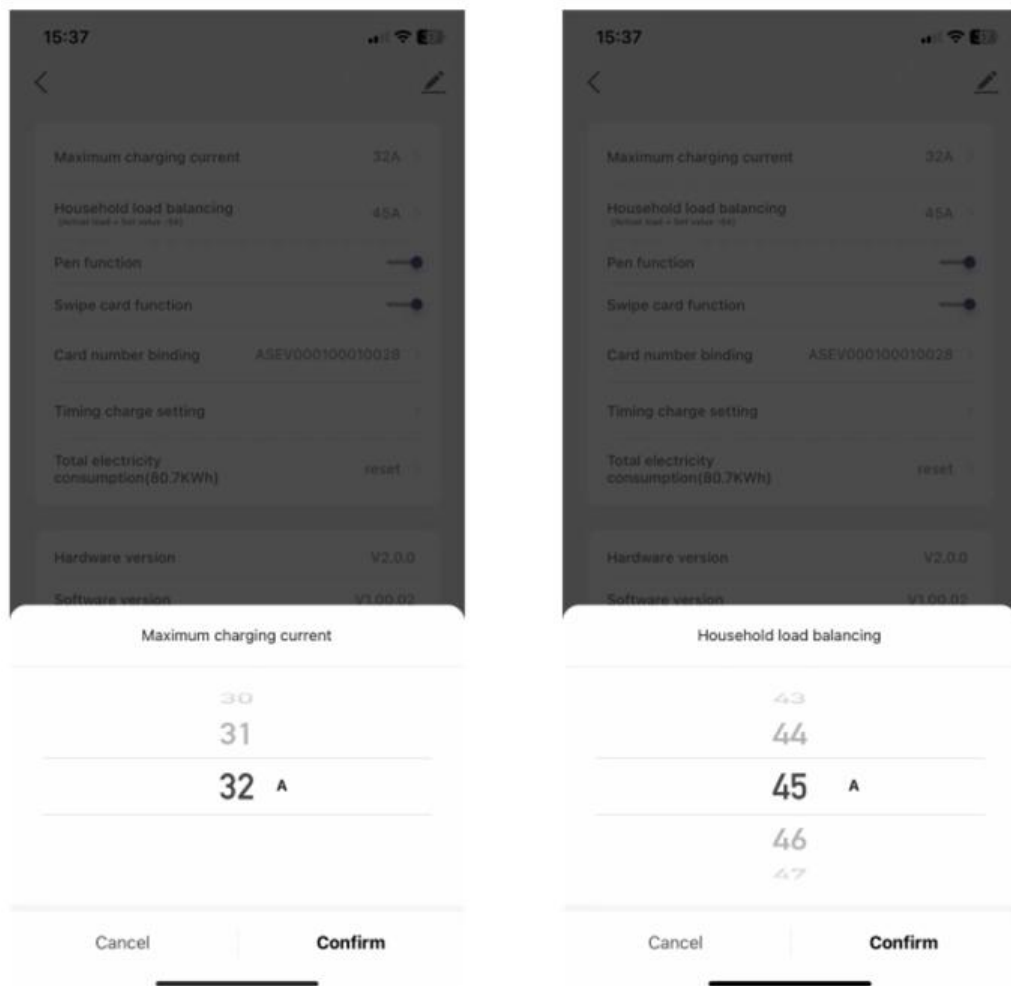 15:37
Maximum charging current 32A
Household load balancing 45A
Pen function
Swipe card function
Card number binding ASEV000100010028
Timing charge setting
Total electricity
consumption(80.7KWh) reset
Hardware version V2.0.0
Software version V1.00.02
Maximum charging current
30
31
32 A
Cancel Confirm
15:37
Maximum charging current 32A
Household load balancing 45A
Pen function
Swipe card function
Card number binding ASEV000100010028
Timing charge setting
Total electricity
consumption(80.7KWh) reset
Hardware version V2.0.0
Software version V1.00.02
Household load balancing
43
44
45 A
46
47
Cancel Confirm